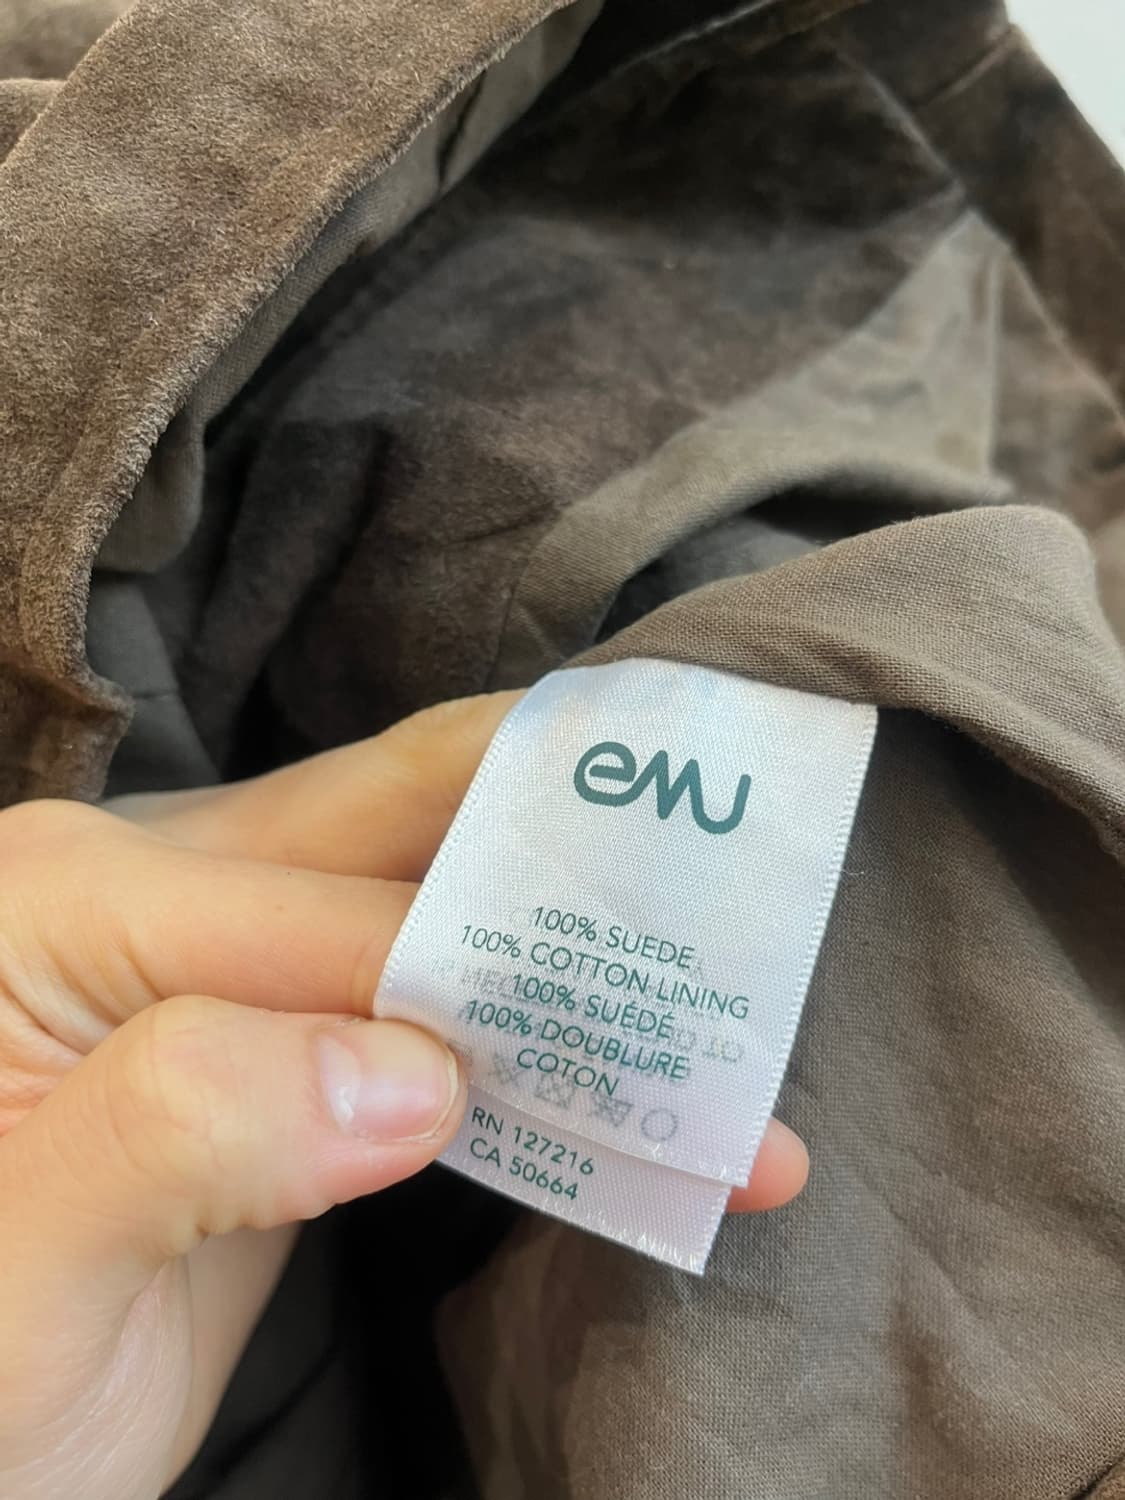 emu
100% SUEDE
100% COTTON LINING
100% SUÉDÉ
100% DOUBLURE
COTON
RN 127216
CA 50664